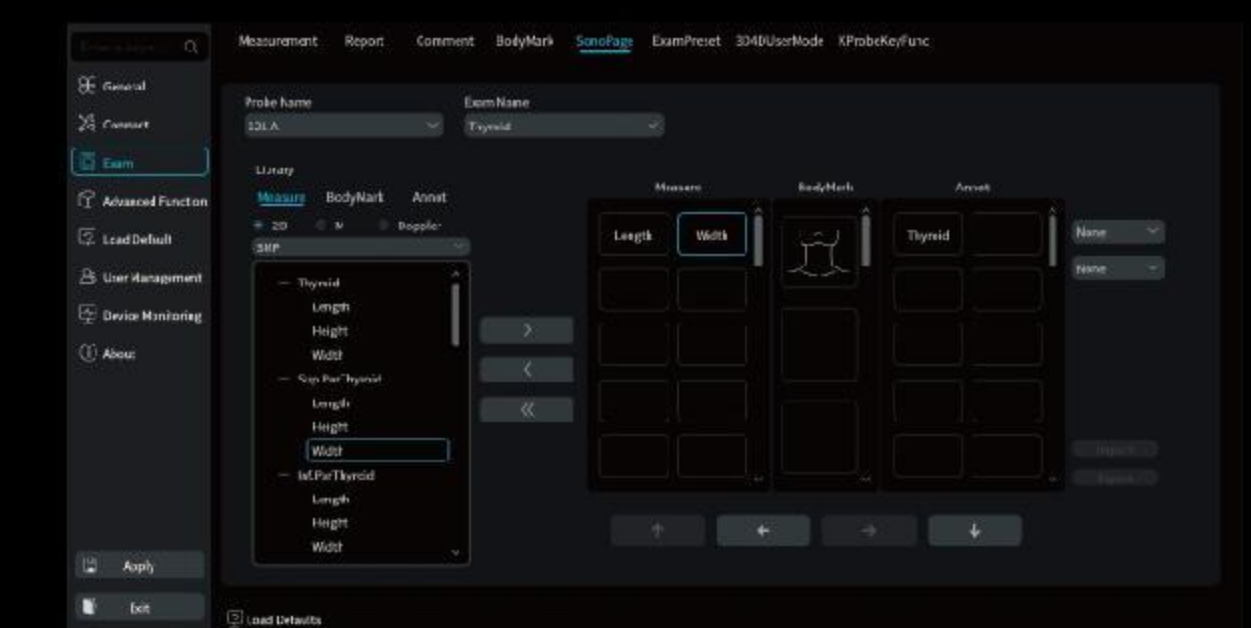 Measurement Report Comment BodyMark SonoPage ExamPreset 3D4DUserMode KProbeKeyFunc
General
Connect
Exam
Advanced Function
Load Default
User Management
Device Monitoring
About
Apply
Exit
Probe Name Exam Name
Thyroid
Library
Measure BodyMark Annot
2D M Doppler
SMP
Thyroid
Length
Height
Width
Sup.ParThyroid
Length
Height
Width
Inf.ParThyroid
Length
Height
Width
Measure BodyMark Annot
Length Width Thyroid
None
None
Load Defaults